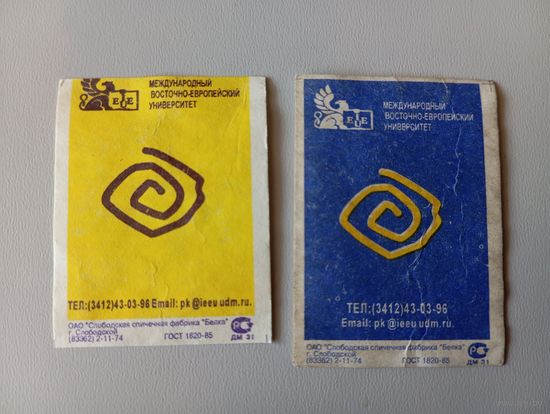 МЕЖДУНАРОДНЫЙ
ВОСТОЧНО-ЕВРОПЕЙСКИЙ
УНИВЕРСИТЕТ
ТЕЛ:(3412)43-03-96 Email: pk @ieeu udm.ru.
ОАО "Слободская спичечная фабрика "Белка"
г. Слободской
(83362) 2-11-74 ГОСТ 1820-85
РС
ДМ 31
МЕЖДУНАРОДНЫЙ
ВОСТОЧНО-ЕВРОПЕЙСКИЙ
УНИВЕРСИТЕТ
ТЕЛ:(3412)43-03-96
Email: pk @ieeu udm.ru.
ОАО "Слободская спичечная фабрика "Белка"
г. Слободской
(83362) 2-11-74 ГОСТ 1820-85
РС
ДМ 31